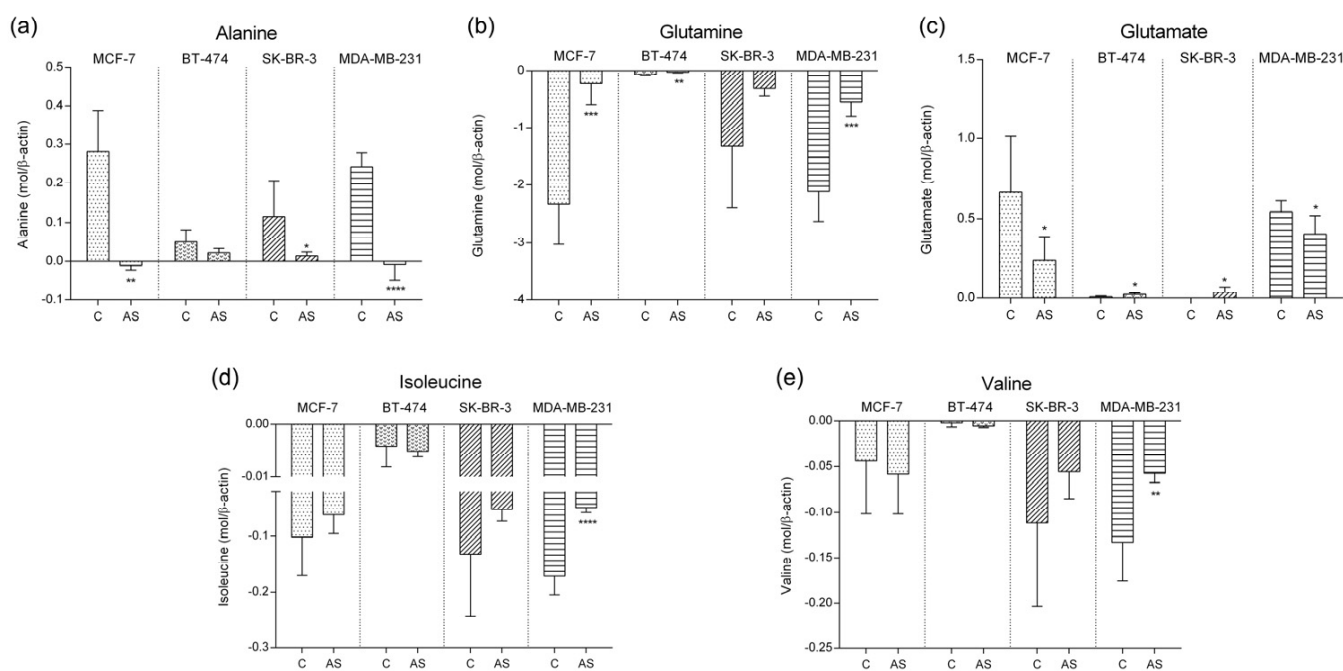 (a)
Alanine
MCF-7 BT-474 SK-BR-3 MDA-MB-231
Alanine (mol/β-actin)
0.4
0.3
0.2
0.1
0.0
-0.1
** * ****
C AS C AS C AS C AS
(b)
Glutamine
MCF-7 BT-474 SK-BR-3 MDA-MB-231
Glutamine (mol/β-actin)
0
-1
-2
-3
-4
*** ** ***
C AS C AS C AS C AS
(c)
Glutamate
MCF-7 BT-474 SK-BR-3 MDA-MB-231
Glutamate (mol/β-actin)
1.5
1.0
0.5
0.0
* * * *
C AS C AS C AS C AS
(d)
Isoleucine
MCF-7 BT-474 SK-BR-3 MDA-MB-231
Isoleucine (mol/β-actin)
0.00
-0.01
-0.1
-0.2
-0.3
****
C AS C AS C AS C AS
(e)
Valine
MCF-7 BT-474 SK-BR-3 MDA-MB-231
Valine (mol/β-actin)
0.00
-0.05
-0.10
-0.15
-0.20
-0.25
**
C AS C AS C AS C AS